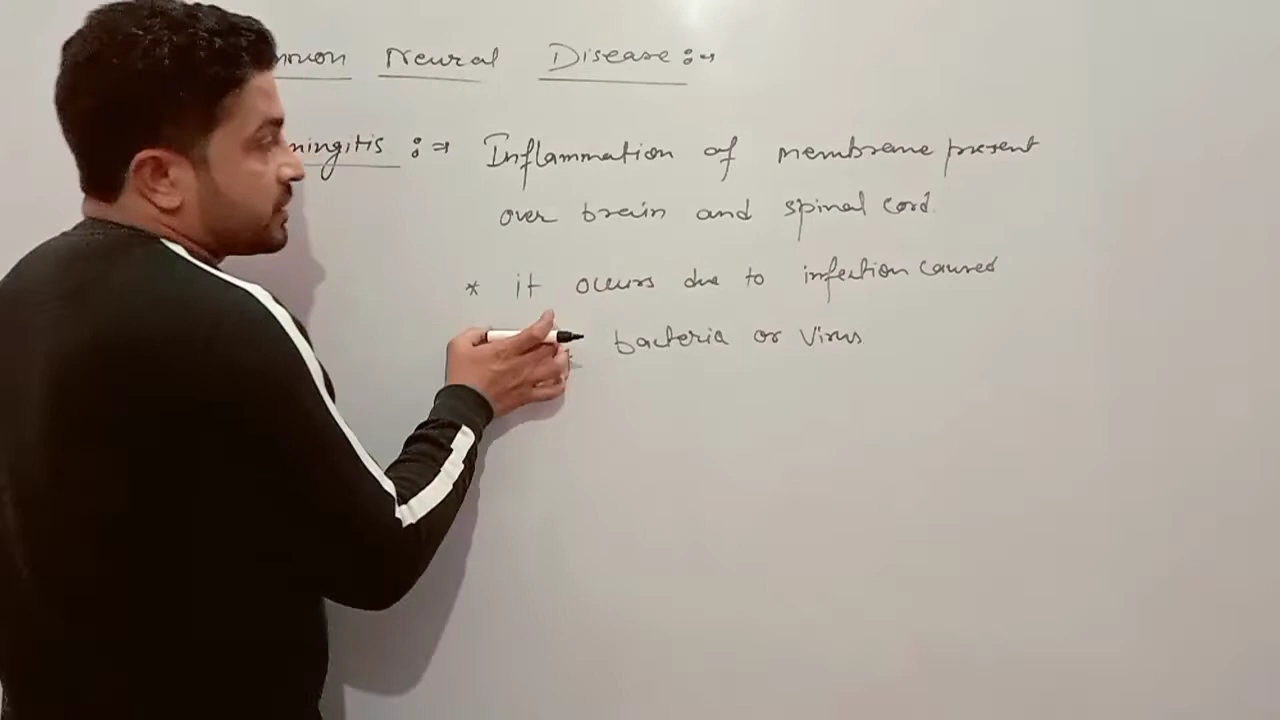 Neural Disease :→
ningitis :⇒ Inflammation of membrane present
over brain and spinal cord.
* it occurs due to infection caused
bacteria or virus